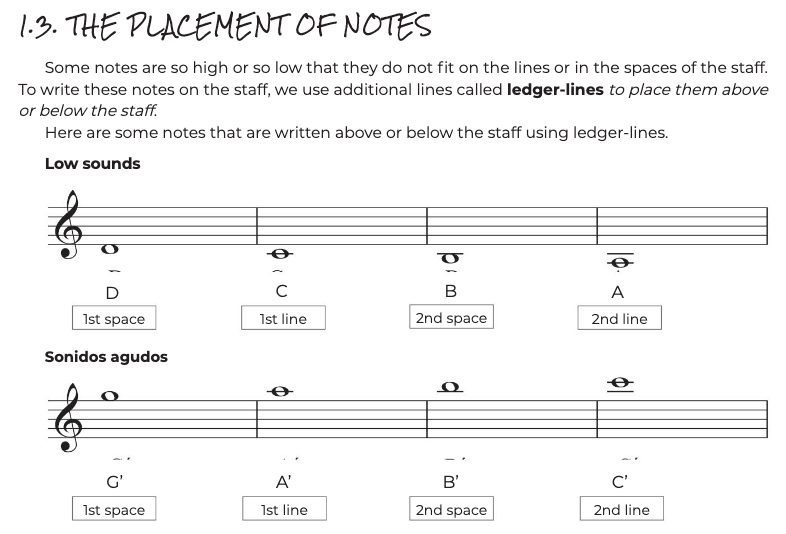 1.3. THE PLACEMENT OF NOTES
Some notes are so high or so low that they do not fit on the lines or in the spaces of the staff.
To write these notes on the staff, we use additional lines called ledger-lines to place them above
or below the staff.
Here are some notes that are written above or below the staff using ledger-lines.
Low sounds
D C B A
1st space 1st line 2nd space 2nd line
Sonidos agudos
G’ A’ B’ C’
1st space 1st line 2nd space 2nd line